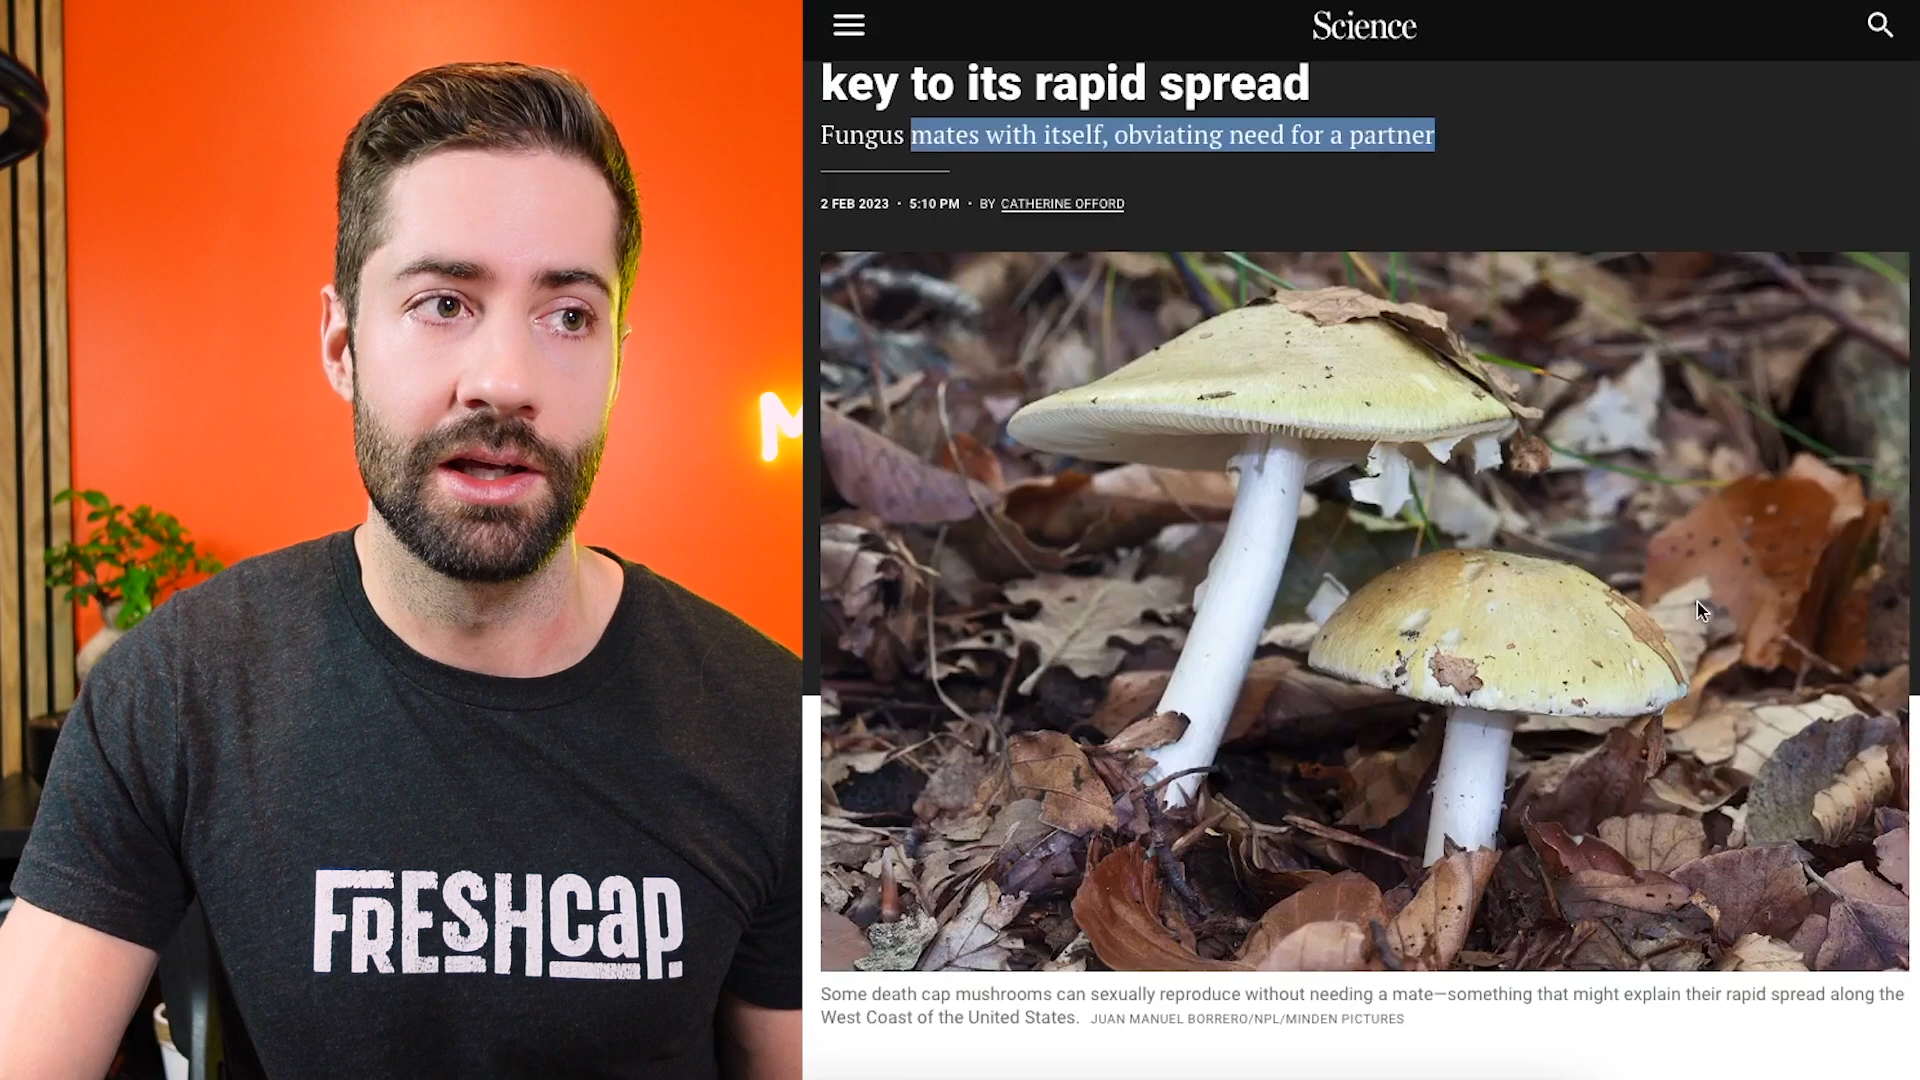 M
FRESHCAP.
Science
key to its rapid spread
Fungus mates with itself, obviating need for a partner
2 FEB 2023 · 5:10 PM · BY CATHERINE OFFORD
Some death cap mushrooms can sexually reproduce without needing a mate—something that might explain their rapid spread along the
West Coast of the United States. JUAN MANUEL BORRERO/NPL/MINDEN PICTURES